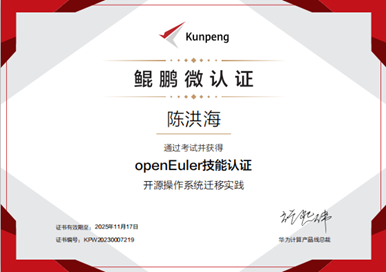 Kunpeng
鲲鹏微认证
陈洪海
通过考试并获得
openEuler技能认证
开源操作系统迁移实践
证书有效期至: 2025年11月17日
证书编号: KPW20230007219
华为计算产品线总裁